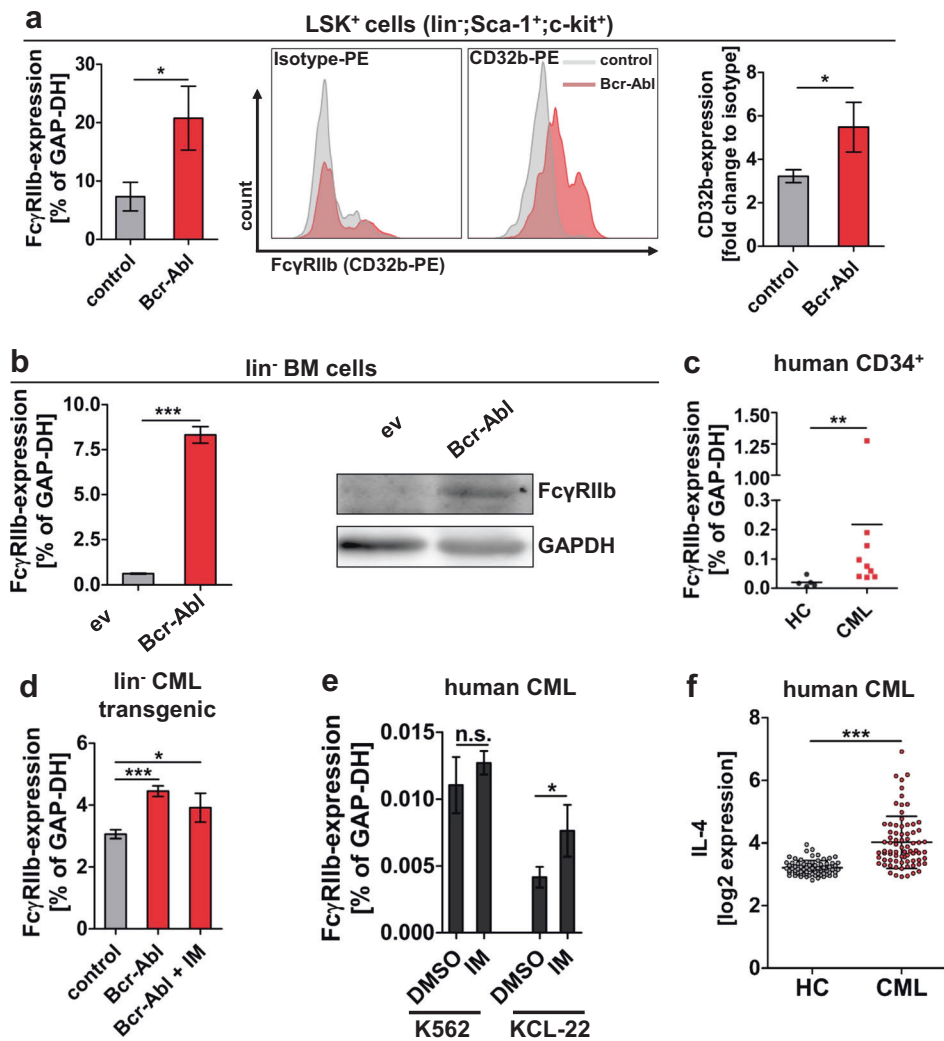 a
LSK⁺ cells (lin⁻;Sca-1⁺;c-kit⁺)
FcγRIIb-expression
[% of GAP-DH]
30
20
10
0
*
control
Bcr-Abl
count
Isotype-PE
CD32b-PE
control
Bcr-Abl
FcγRIIb (CD32b-PE)
CD32b-expression
[fold change to isotype]
8
6
4
2
0
*
control
Bcr-Abl
b
lin⁻ BM cells
FcγRIIb-expression
[% of GAP-DH]
10.0
7.5
5.0
2.5
0.0
***
ev
Bcr-Abl
ev
Bcr-Abl
FcγRIIb
GAPDH
c
human CD34⁺
FcγRIIb-expression
[% of GAP-DH]
1.50
1.25
1.00
0.3
0.2
0.1
0.0
**
HC
CML
d
lin⁻ CML
transgenic
FcγRIIb-expression
[% of GAP-DH]
6
4
2
0
*
***
control
Bcr-Abl
Bcr-Abl + IM
e
human CML
FcγRIIb-expression
[% of GAP-DH]
0.015
0.010
0.005
0.000
n.s.
*
DMSO
IM
DMSO
IM
K562
KCL-22
f
human CML
IL-4
[log2 expression]
8
6
4
2
0
***
HC
CML